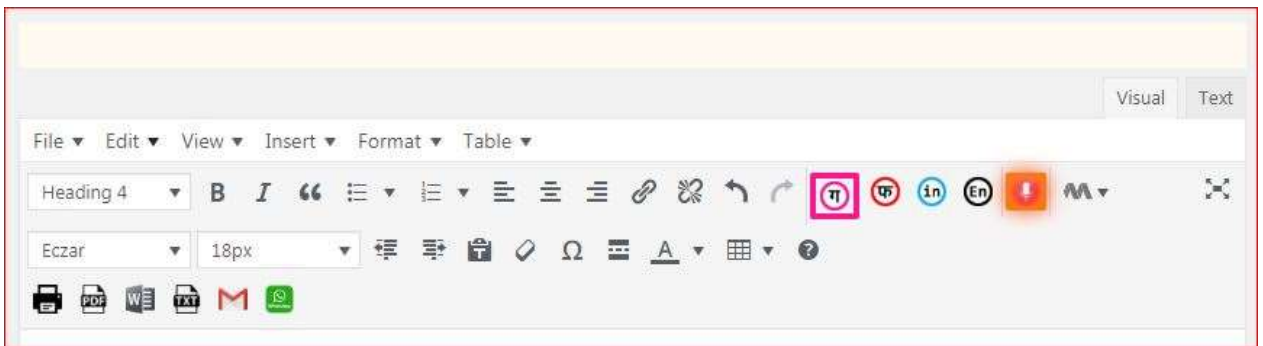 Visual Text
File Edit View Insert Format Table
Heading 4 B I ग फ in En
Eczar 18px Ω A
PDF W TXT M